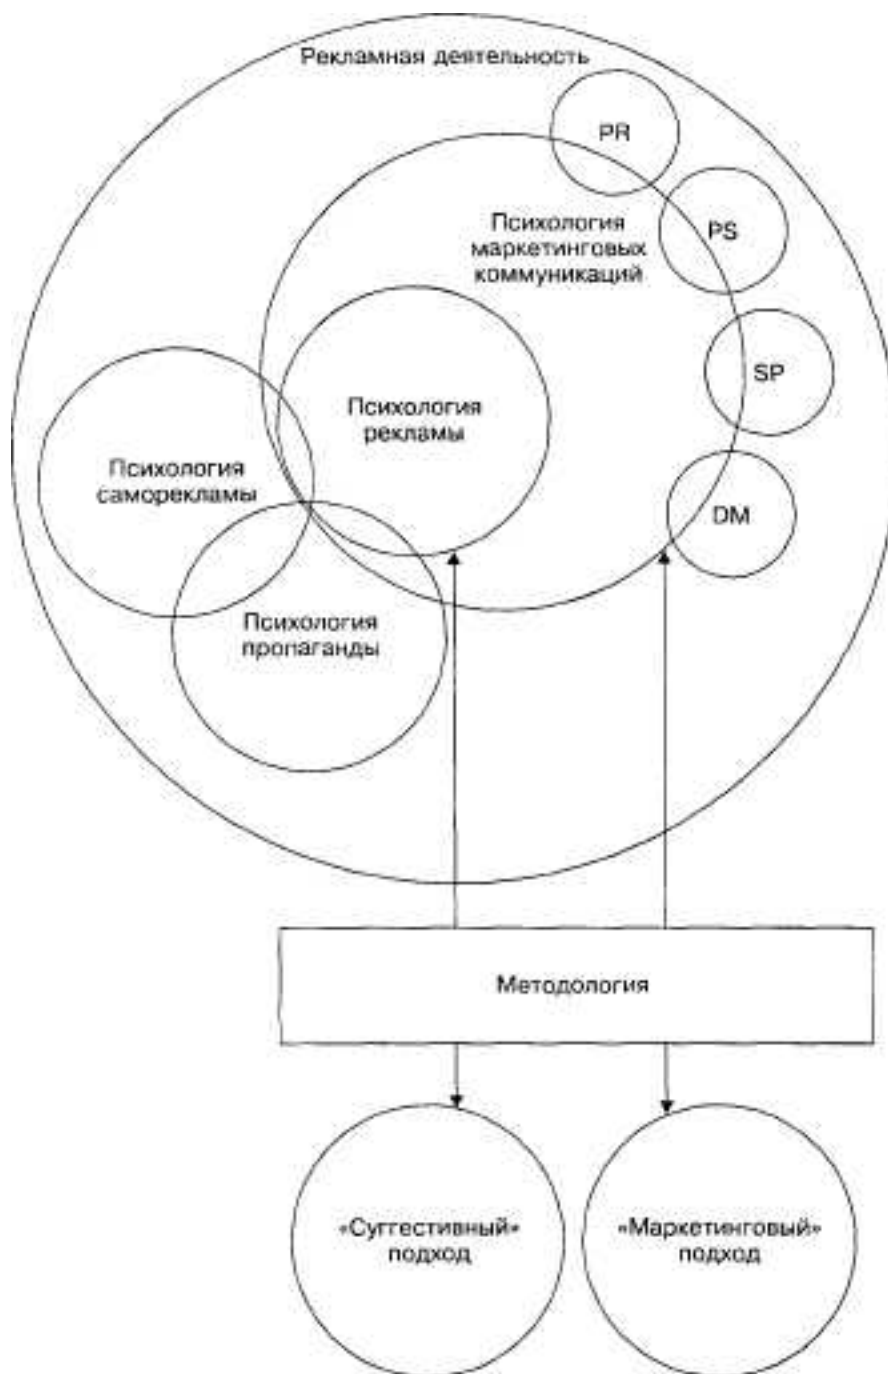 Рекламная деятельность
PR
PS
Психология
маркетинговых
коммуникаций
SP
Психология
рекламы
Психология
саморекламы
DM
Психология
пропаганды
Методология
«Суггестивный»
подход
«Маркетинговый»
подход